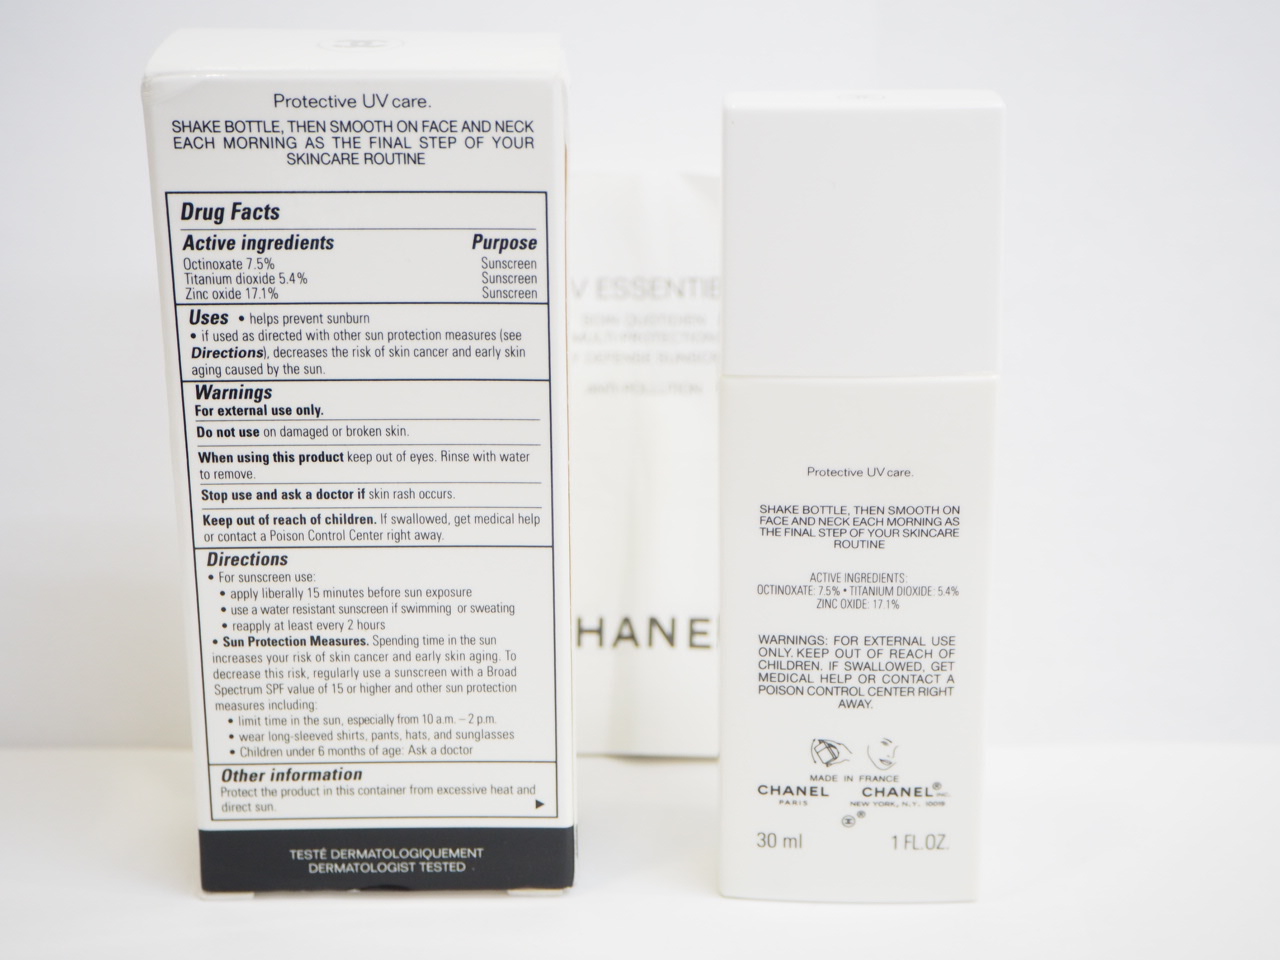 Protective UV care.
SHAKE BOTTLE, THEN SMOOTH ON FACE AND NECK
EACH MORNING AS THE FINAL STEP OF YOUR
SKINCARE ROUTINE
Drug Facts
Active ingredients Purpose
Octinoxate 7.5% Sunscreen
Titanium dioxide 5.4% Sunscreen
Zinc oxide 17.1% Sunscreen
Uses • helps prevent sunburn
• if used as directed with other sun protection measures (see
Directions), decreases the risk of skin cancer and early skin
aging caused by the sun.
Warnings
For external use only.
Do not use on damaged or broken skin.
When using this product keep out of eyes. Rinse with water
to remove.
Stop use and ask a doctor if skin rash occurs.
Keep out of reach of children. If swallowed, get medical help
or contact a Poison Control Center right away.
Directions
• For sunscreen use:
• apply liberally 15 minutes before sun exposure
• use a water resistant sunscreen if swimming or sweating
• reapply at least every 2 hours
• Sun Protection Measures. Spending time in the sun
increases your risk of skin cancer and early skin aging. To
decrease this risk, regularly use a sunscreen with a Broad
Spectrum SPF value of 15 or higher and other sun protection
measures including:
• limit time in the sun, especially from 10 a.m. – 2 p.m.
• wear long-sleeved shirts, pants, hats, and sunglasses
• Children under 6 months of age: Ask a doctor
Other information
Protect the product in this container from excessive heat and
direct sun.
TESTÉ DERMATOLOGIQUEMENT
DERMATOLOGIST TESTED
V ESSENTIE
SOIN QUOTIDIEN
MULTI-PROTECTION
ANTI-POLLUTION
HANE
Protective UV care.
SHAKE BOTTLE, THEN SMOOTH ON
FACE AND NECK EACH MORNING AS
THE FINAL STEP OF YOUR SKINCARE
ROUTINE
ACTIVE INGREDIENTS:
OCTINOXATE: 7.5% • TITANIUM DIOXIDE: 5.4%
ZINC OXIDE: 17.1%
WARNINGS: FOR EXTERNAL USE
ONLY. KEEP OUT OF REACH OF
CHILDREN. IF SWALLOWED, GET
MEDICAL HELP OR CONTACT A
POISON CONTROL CENTER RIGHT
AWAY.
MADE IN FRANCE
CHANEL CHANEL® INC.
PARIS NEW YORK, N.Y. 10019
®
30 ml 1 FL.OZ.